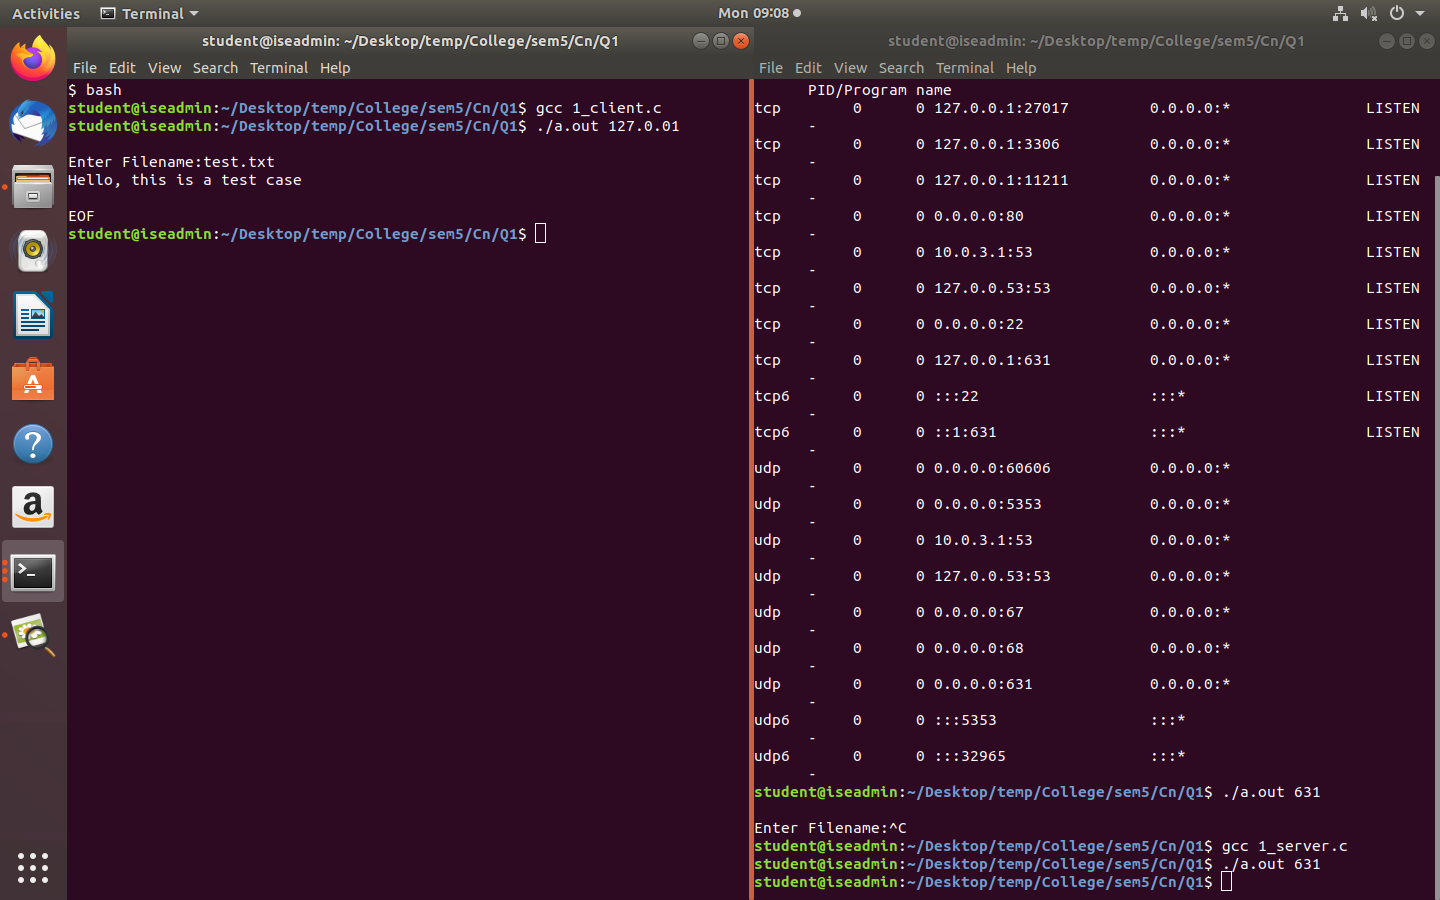 Activities Terminal Mon 09:08
student@iseadmin: ~/Desktop/temp/College/sem5/Cn/Q1
File Edit View Search Terminal Help
$ bash
student@iseadmin:~/Desktop/temp/College/sem5/Cn/Q1$ gcc 1_client.c
student@iseadmin:~/Desktop/temp/College/sem5/Cn/Q1$ ./a.out 127.0.01
Enter Filename:test.txt
Hello, this is a test case
EOF
student@iseadmin:~/Desktop/temp/College/sem5/Cn/Q1$
student@iseadmin: ~/Desktop/temp/College/sem5/Cn/Q1
File Edit View Search Terminal Help
PID/Program name
tcp 0 0 127.0.0.1:27017 0.0.0.0:* LISTEN
-
tcp 0 0 127.0.0.1:3306 0.0.0.0:* LISTEN
-
tcp 0 0 127.0.0.1:11211 0.0.0.0:* LISTEN
-
tcp 0 0 0.0.0.0:80 0.0.0.0:* LISTEN
-
tcp 0 0 10.0.3.1:53 0.0.0.0:* LISTEN
-
tcp 0 0 127.0.0.53:53 0.0.0.0:* LISTEN
-
tcp 0 0 0.0.0.0:22 0.0.0.0:* LISTEN
-
tcp 0 0 127.0.0.1:631 0.0.0.0:* LISTEN
-
tcp6 0 0 :::22 :::* LISTEN
-
tcp6 0 0 ::1:631 :::* LISTEN
-
udp 0 0 0.0.0.0:60606 0.0.0.0:*
-
udp 0 0 0.0.0.0:5353 0.0.0.0:*
-
udp 0 0 10.0.3.1:53 0.0.0.0:*
-
udp 0 0 127.0.0.53:53 0.0.0.0:*
-
udp 0 0 0.0.0.0:67 0.0.0.0:*
-
udp 0 0 0.0.0.0:68 0.0.0.0:*
-
udp 0 0 0.0.0.0:631 0.0.0.0:*
-
udp6 0 0 :::5353 :::*
-
udp6 0 0 :::32965 :::*
-
student@iseadmin:~/Desktop/temp/College/sem5/Cn/Q1$ ./a.out 631
Enter Filename:^C
student@iseadmin:~/Desktop/temp/College/sem5/Cn/Q1$ gcc 1_server.c
student@iseadmin:~/Desktop/temp/College/sem5/Cn/Q1$ ./a.out 631
student@iseadmin:~/Desktop/temp/College/sem5/Cn/Q1$